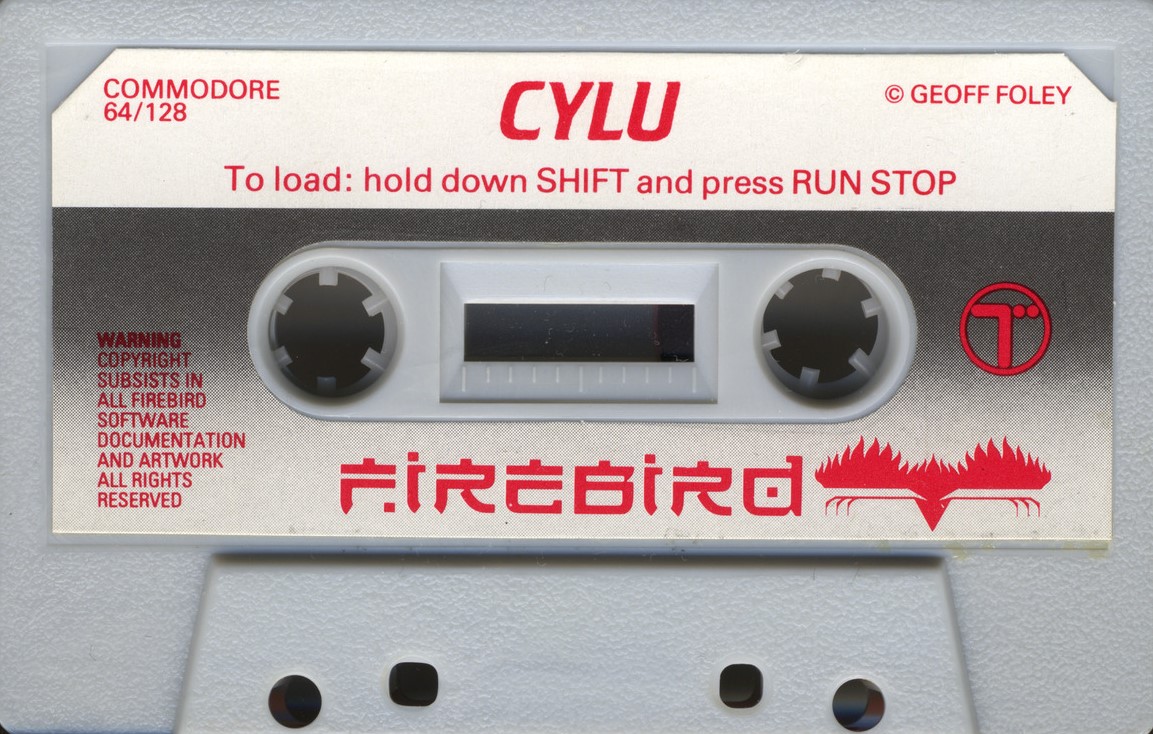 COMMODORE
64/128
CYLU
© GEOFF FOLEY
To load: hold down SHIFT and press RUN STOP
WARNING
COPYRIGHT
SUBSISTS IN
ALL FIREBIRD
SOFTWARE
DOCUMENTATION
AND ARTWORK
ALL RIGHTS
RESERVED
FIREBIRD